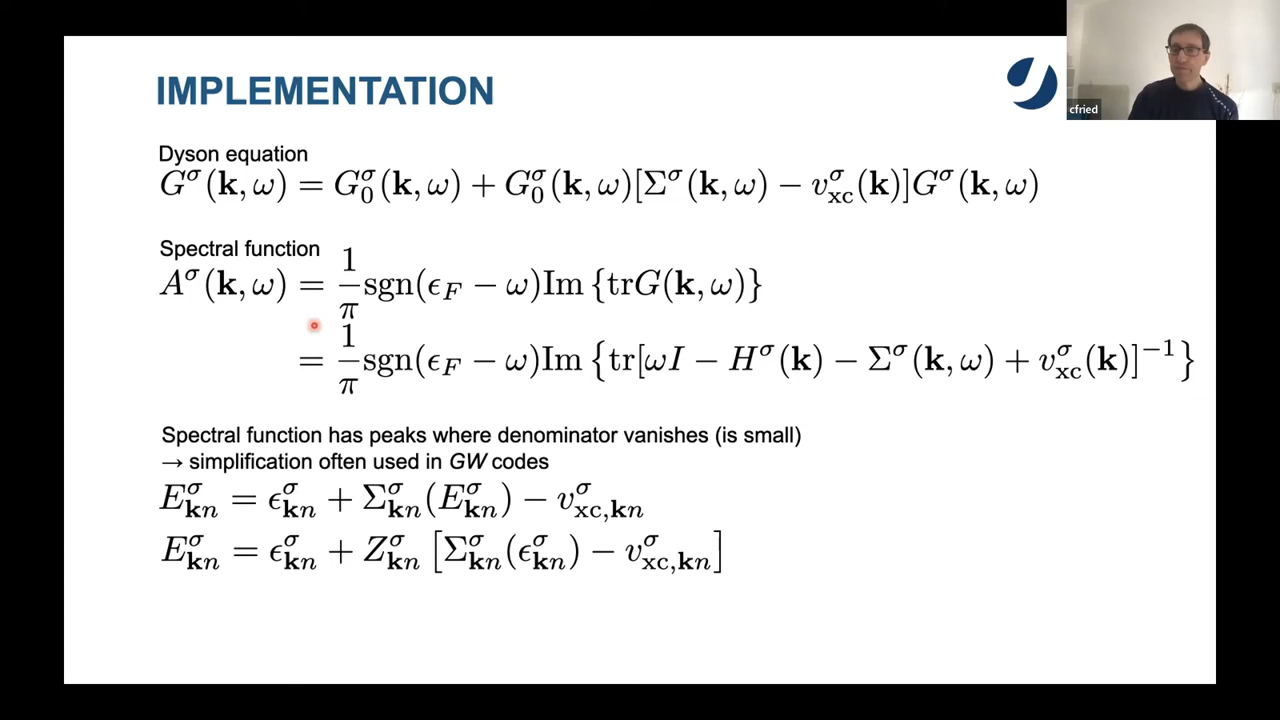 IMPLEMENTATION
cfried
Dyson equation
G^σ(𝐤, ω) = G_0^σ(𝐤, ω) + G_0^σ(𝐤, ω)[Σ^σ(𝐤, ω) − v_xc^σ(𝐤)]G^σ(𝐤, ω)
Spectral function
A^σ(𝐤, ω) = 1/π sgn(ϵ_F − ω)Im {trG(𝐤, ω)}
= 1/π sgn(ϵ_F − ω)Im {tr[ωI − H^σ(𝐤) − Σ^σ(𝐤, ω) + v_xc^σ(𝐤)]^−1}
Spectral function has peaks where denominator vanishes (is small)
→ simplification often used in GW codes
E_𝐤n^σ = ϵ_𝐤n^σ + Σ_𝐤n^σ(E_𝐤n^σ) − v_xc,𝐤n^σ
E_𝐤n^σ = ϵ_𝐤n^σ + Z_𝐤n^σ [Σ_𝐤n^σ(ϵ_𝐤n^σ) − v_xc,𝐤n^σ]